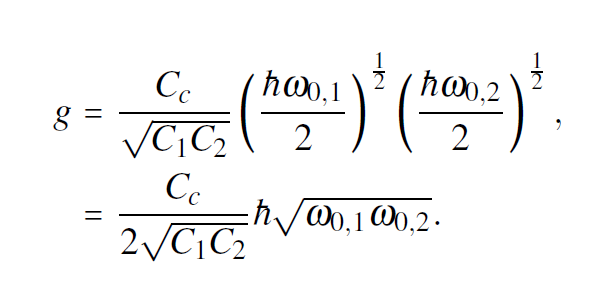 g = \frac{C_c}{\sqrt{C_1 C_2}} \left( \frac{\hbar\omega_{0,1}}{2} \right)^{\frac{1}{2}} \left( \frac{\hbar\omega_{0,2}}{2} \right)^{\frac{1}{2}},
= \frac{C_c}{2\sqrt{C_1 C_2}} \hbar \sqrt{\omega_{0,1} \omega_{0,2}}.